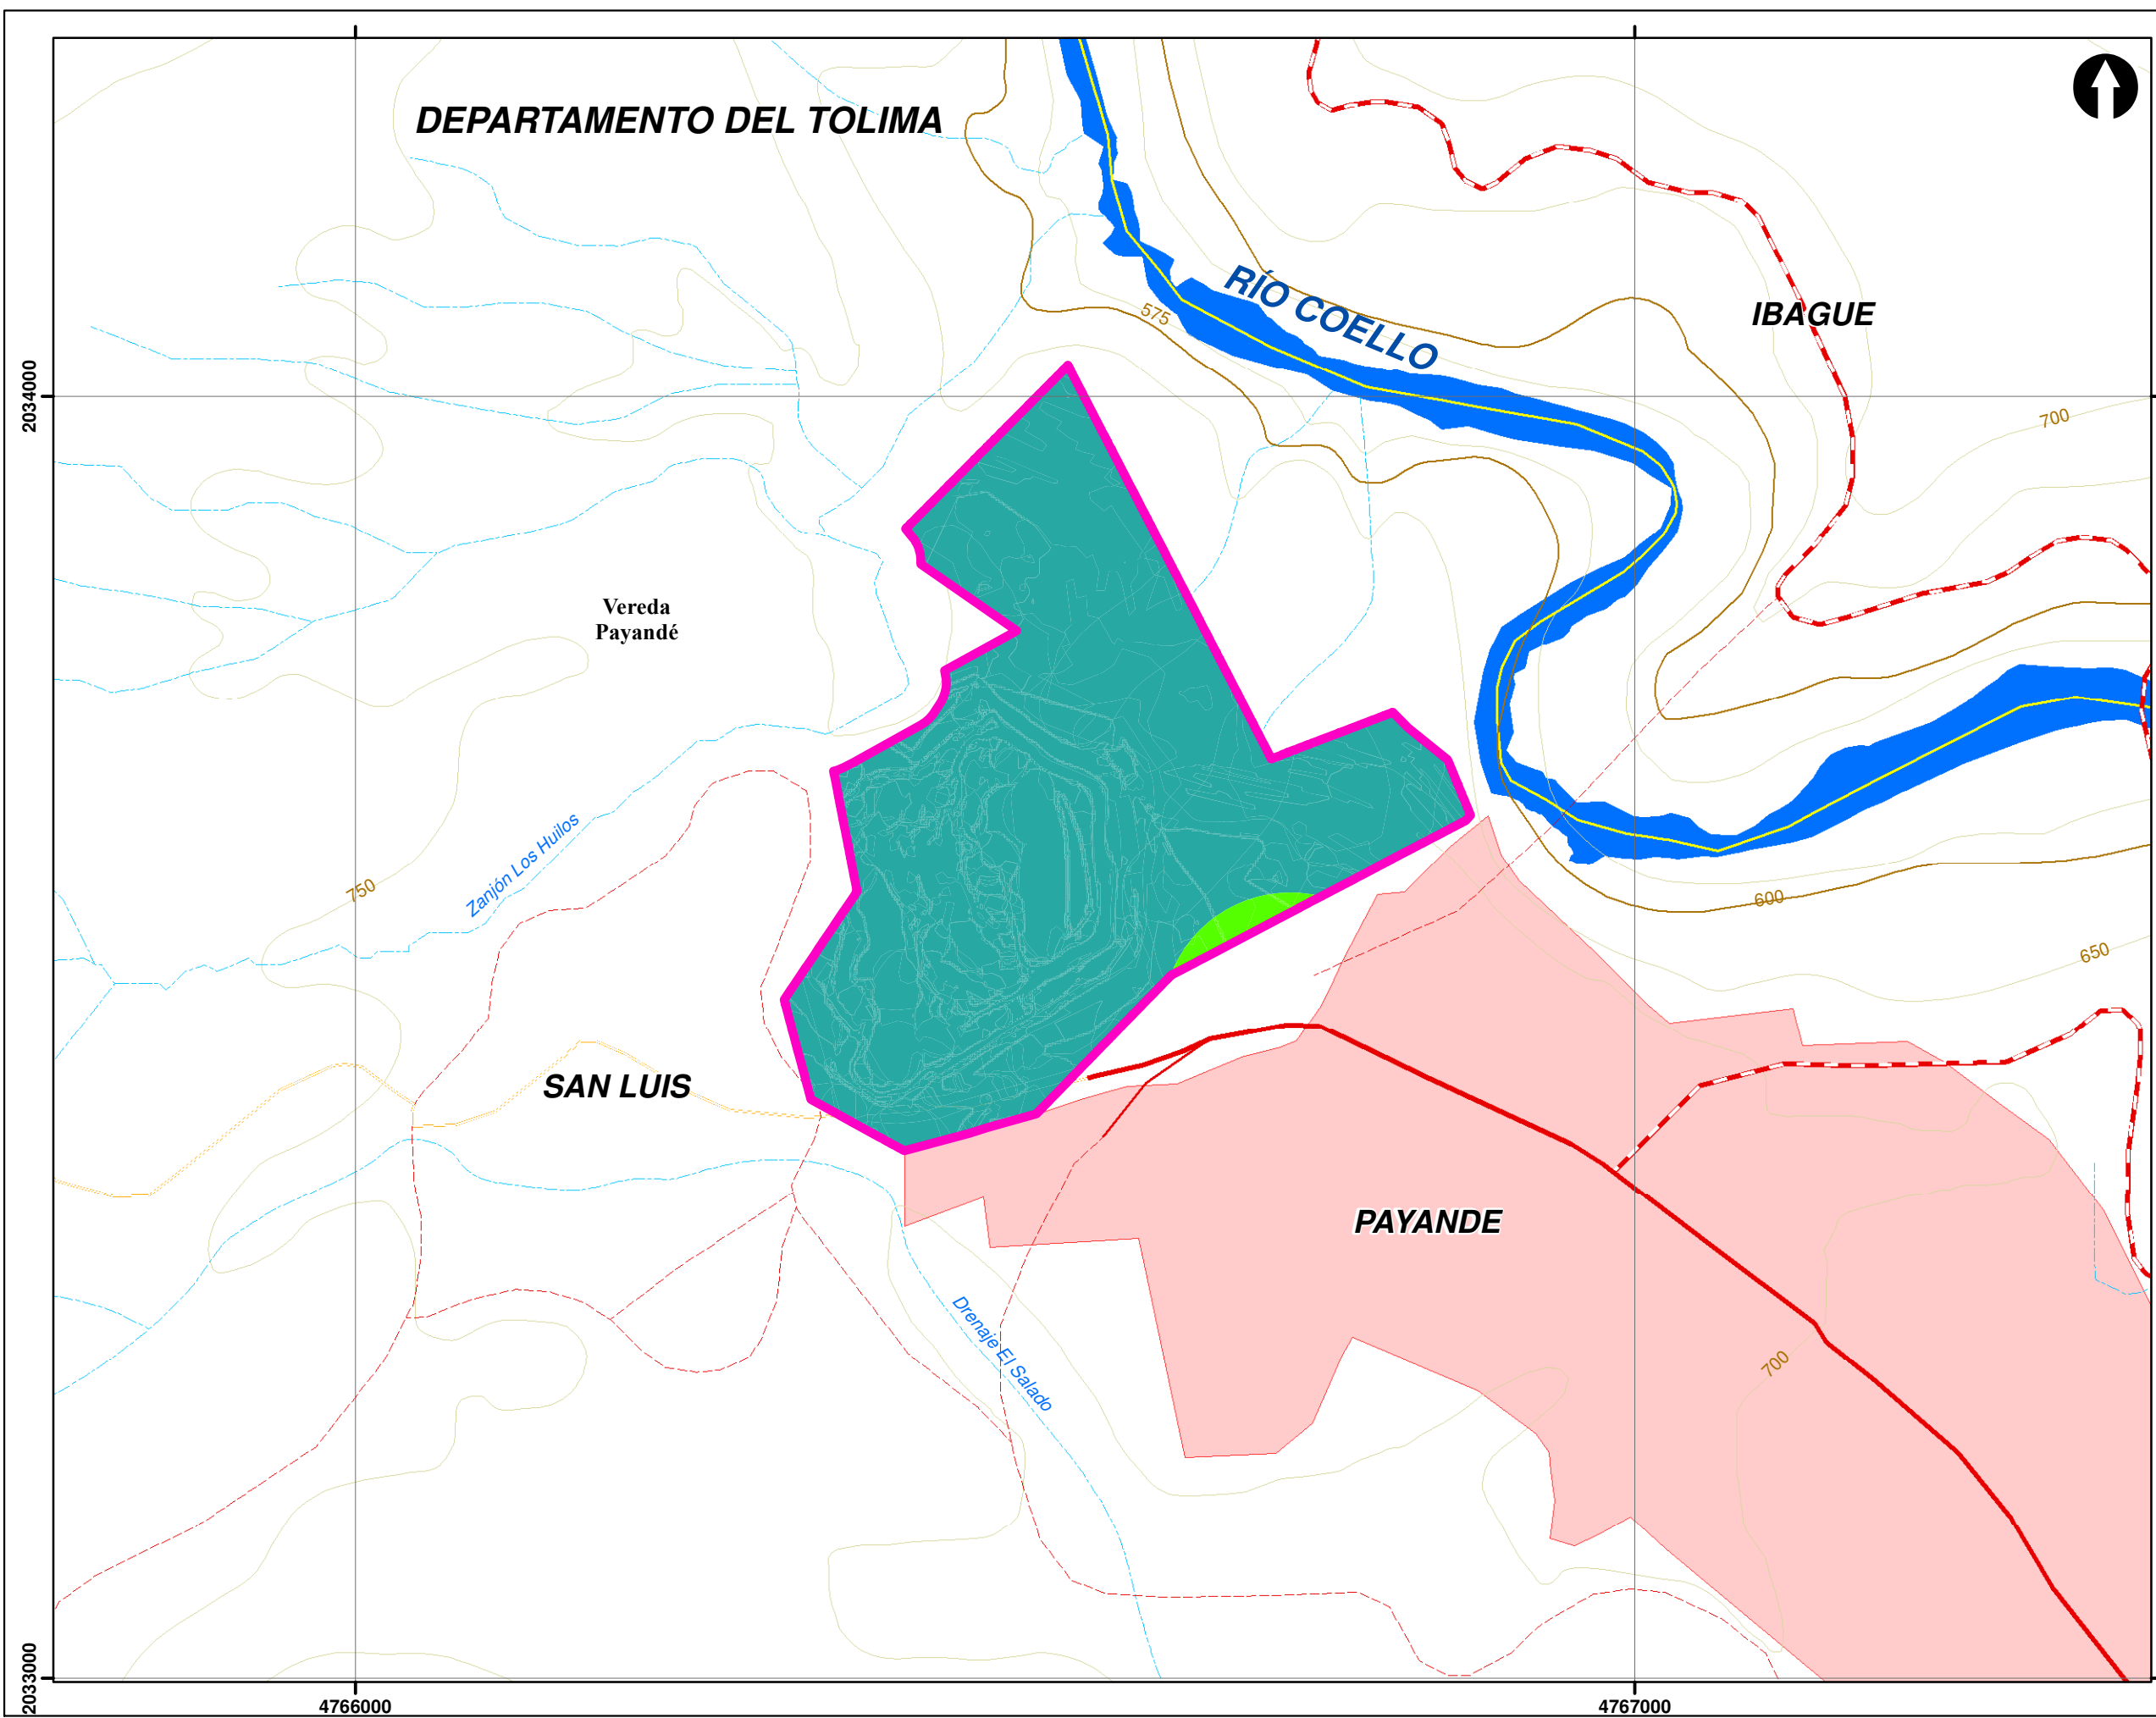 DEPARTAMENTO DEL TOLIMA
RÍO COELLO
575
IBAGUE
2034000
700
Vereda
Payandé
Zanjón Los Huilos
750
600
650
SAN LUIS
PAYANDE
Drenaje El Salado
700
2033000
4766000
4767000